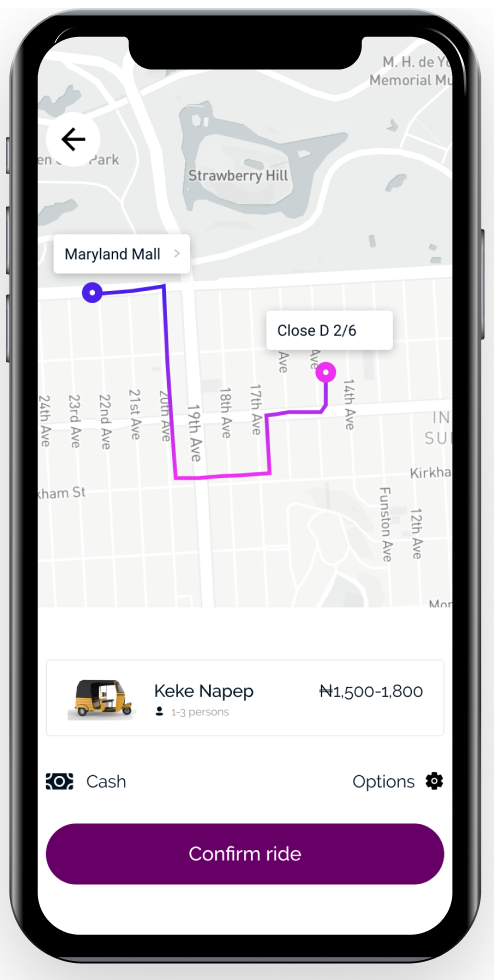 M. H. de Yo
Memorial Mu
Park
Strawberry Hill
Maryland Mall
Close D 2/6
Ave
Ave
14th Ave
17th Ave
18th Ave
19th Ave
20th Ave
21st Ave
22nd Ave
23rd Ave
24th Ave
IN
SU
Kirkha
kham St
Funston Ave
12th Ave
Mor
Keke Napep
₦1,500-1,800
1-3 persons
Cash
Options
Confirm ride